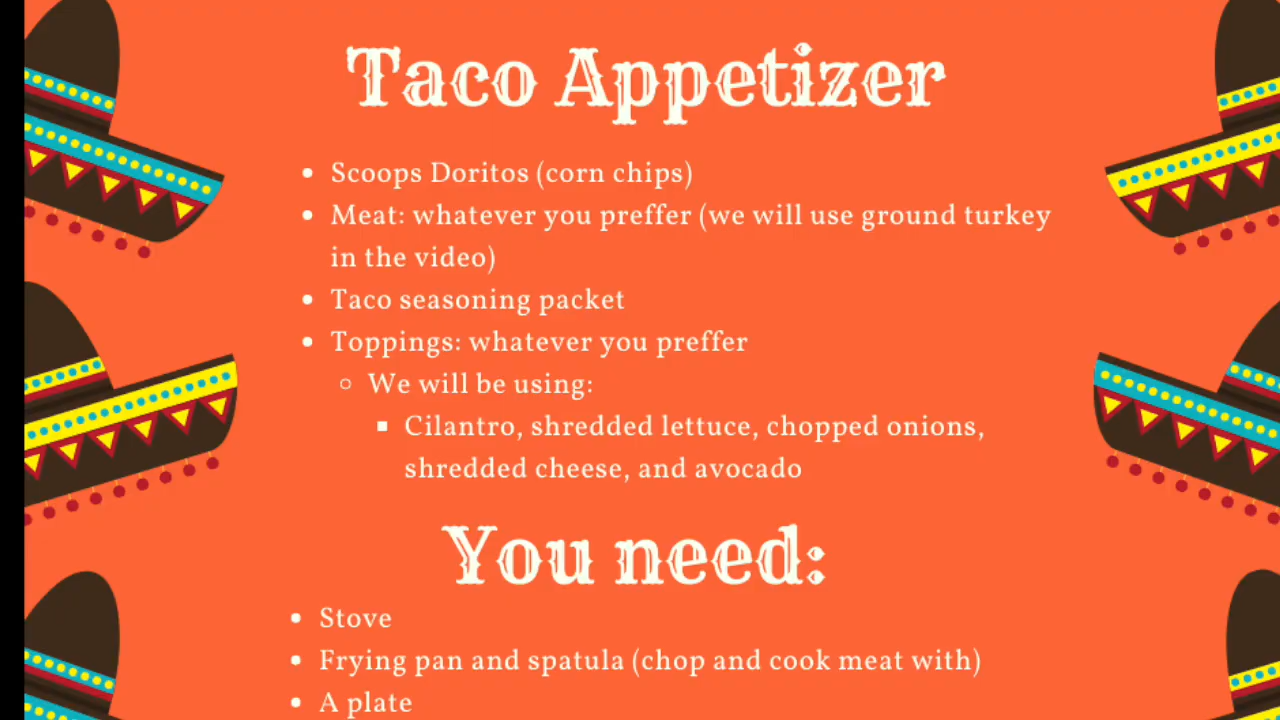 Taco Appetizer
• Scoops Doritos (corn chips)
• Meat: whatever you preffer (we will use ground turkey
in the video)
• Taco seasoning packet
• Toppings: whatever you preffer
◦ We will be using:
▪ Cilantro, shredded lettuce, chopped onions,
shredded cheese, and avocado
You need:
• Stove
• Frying pan and spatula (chop and cook meat with)
• A plate